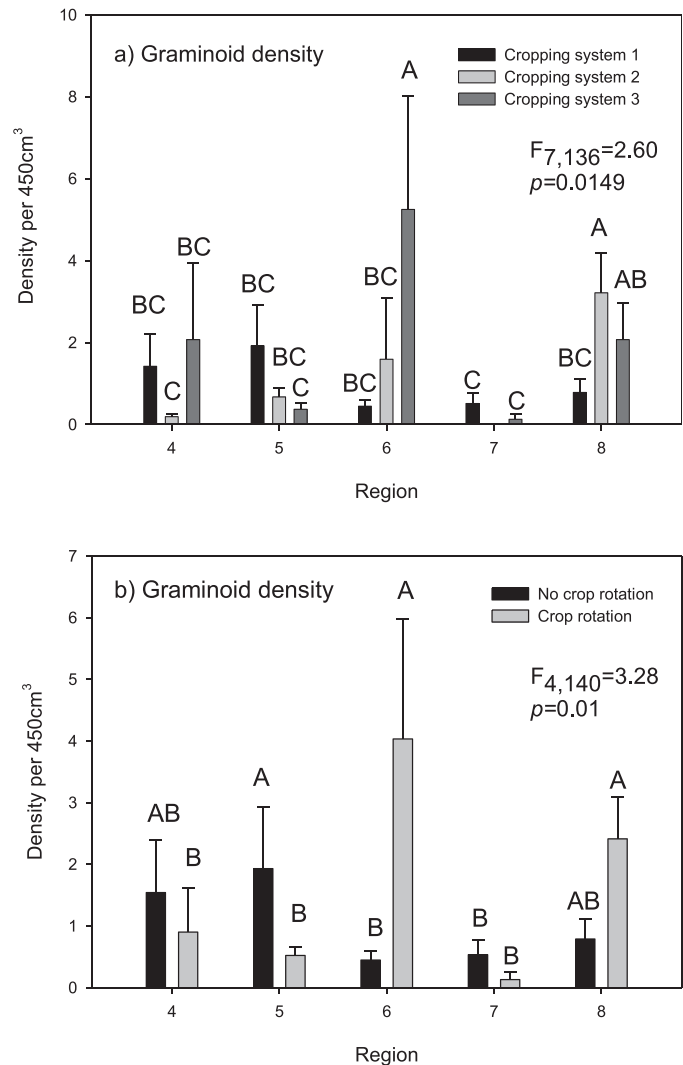 a) Graminoid density
Cropping system 1
Cropping system 2
Cropping system 3
F7,136=2.60
p=0.0149
Density per 450cm³
10
8
6
4
2
0
BC
C
BC
BC
BC
C
BC
BC
A
C
C
BC
A
AB
4
5
6
7
8
Region
b) Graminoid density
No crop rotation
Crop rotation
F4,140=3.28
p=0.01
Density per 450cm³
7
6
5
4
3
2
1
0
AB
B
A
B
B
A
B
B
AB
A
4
5
6
7
8
Region